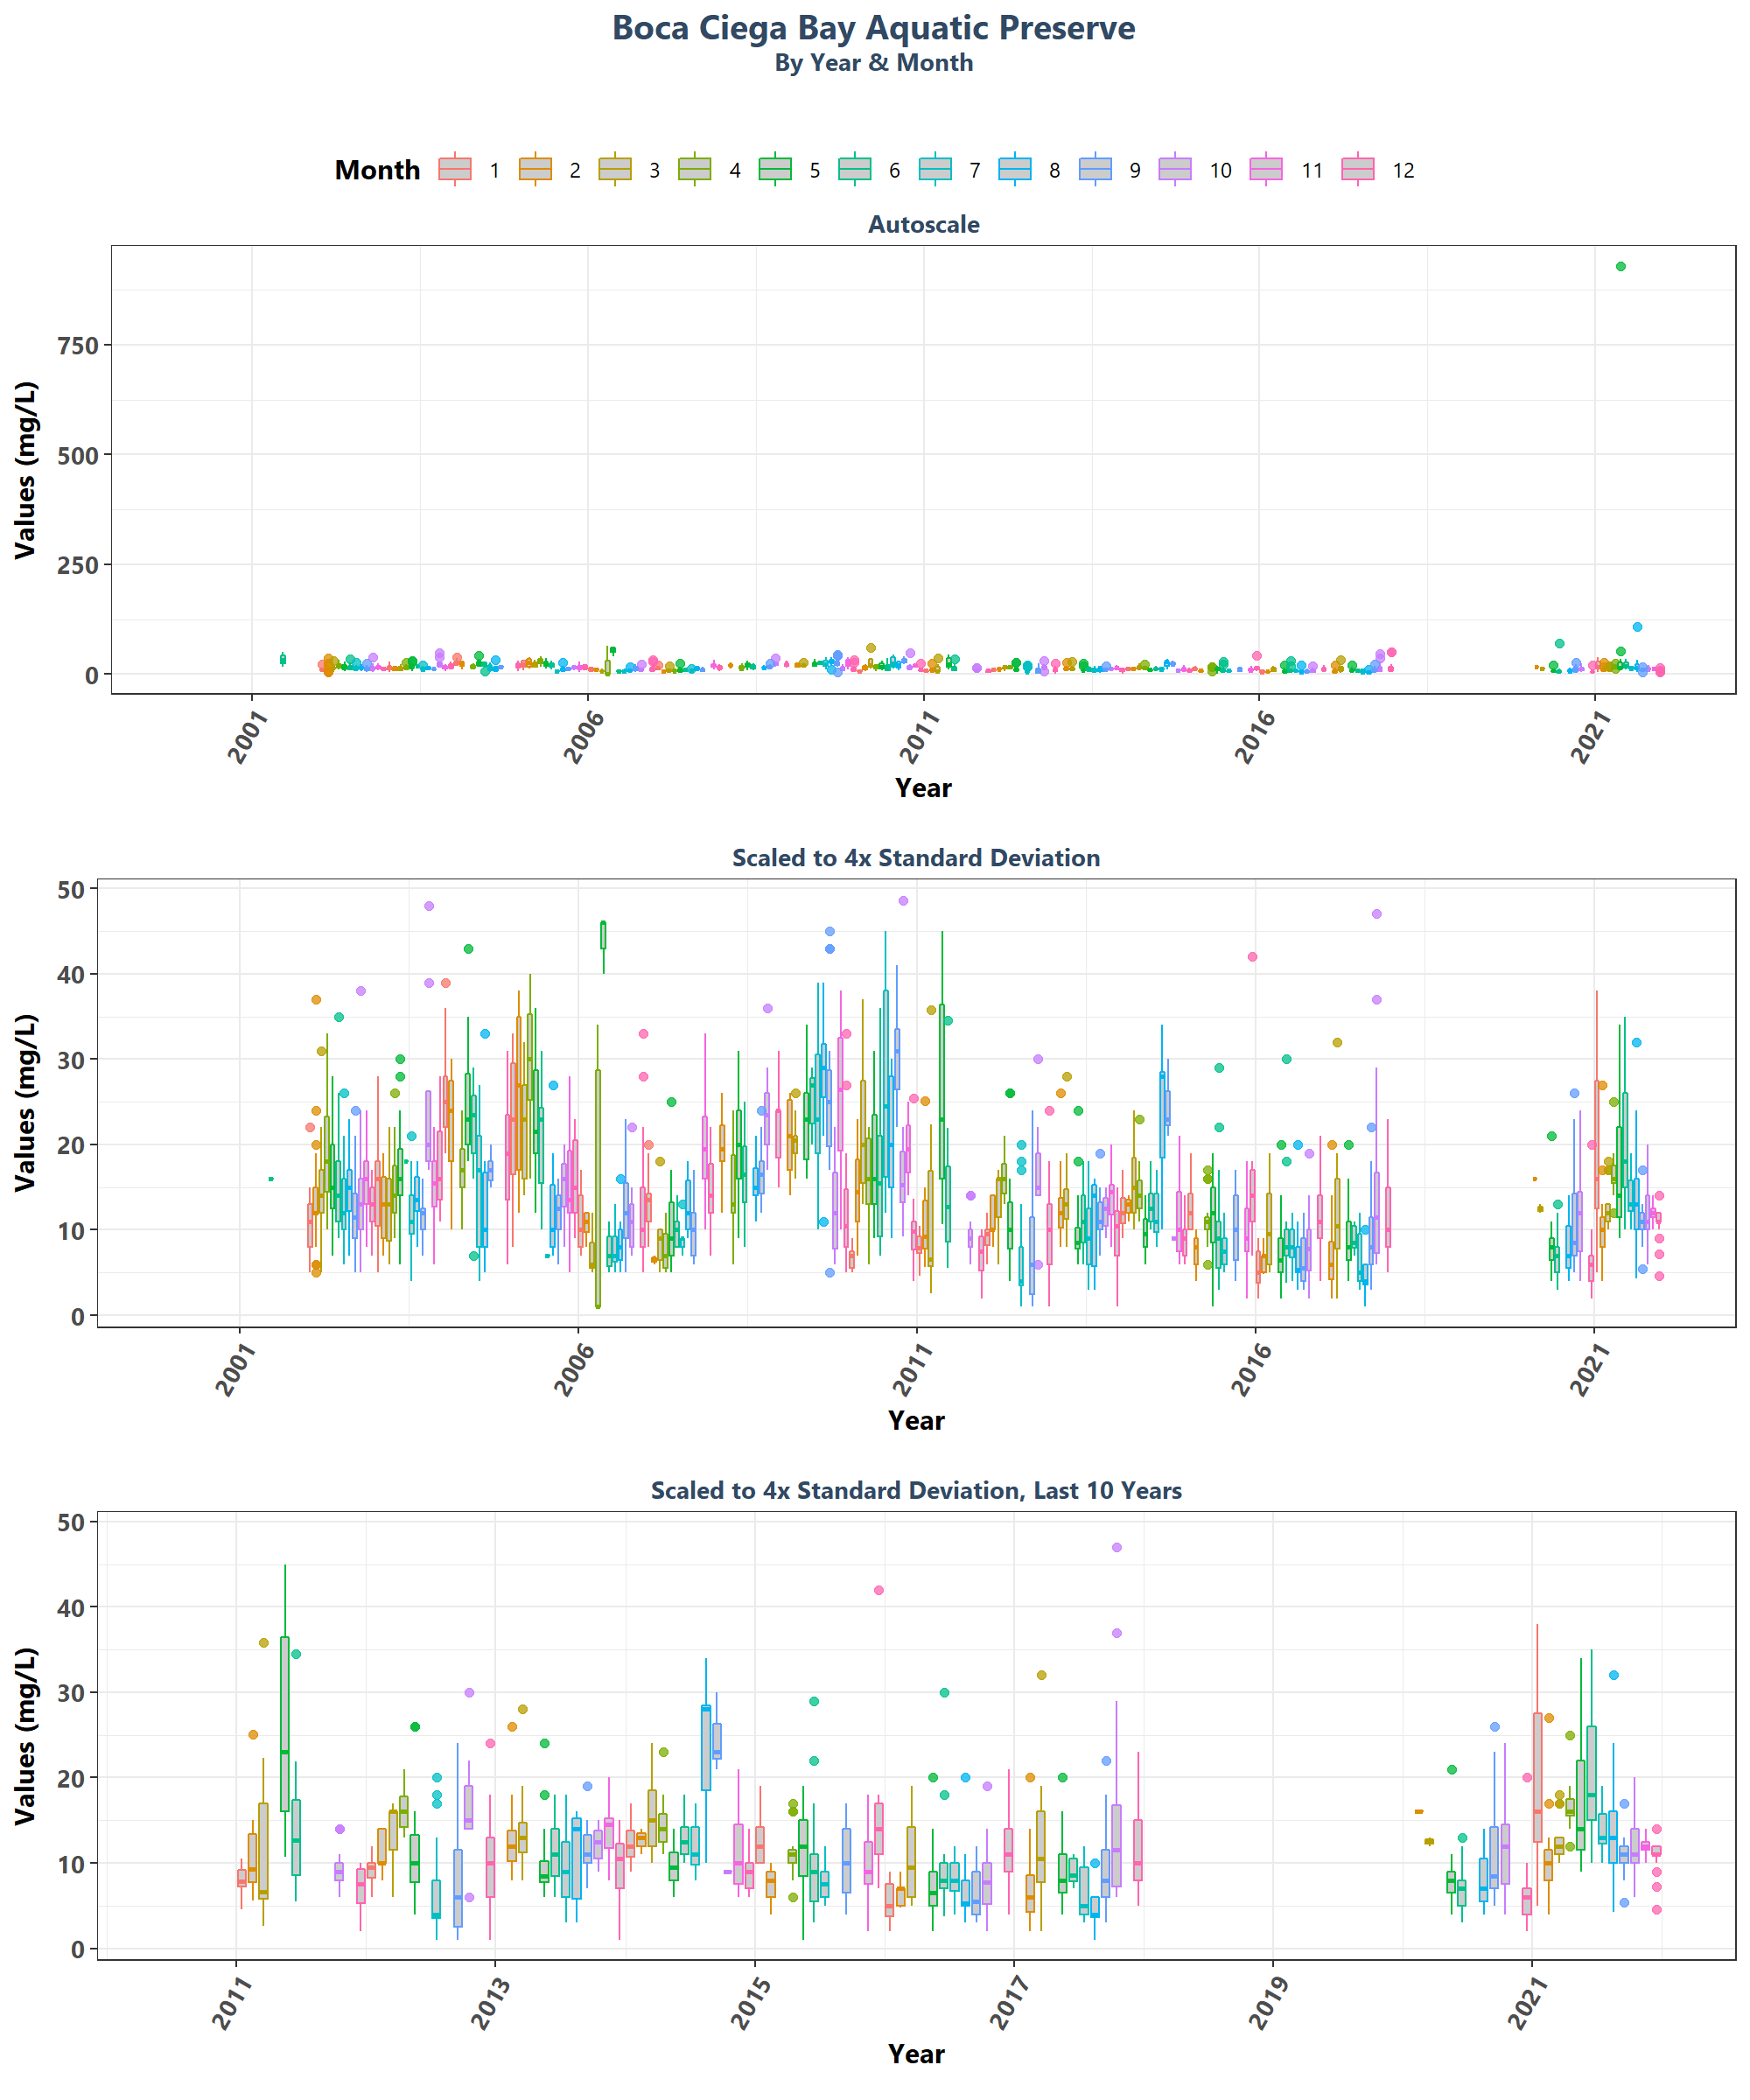 Boca Ciega Bay Aquatic Preserve
By Year & Month
Month 1 2 3 4 5 6 7 8 9 10 11 12
Autoscale
Values (mg/L)
750
500
250
0
2001 2006 2011 2016 2021
Year
Scaled to 4x Standard Deviation
Values (mg/L)
50
40
30
20
10
0
2001 2006 2011 2016 2021
Year
Scaled to 4x Standard Deviation, Last 10 Years
Values (mg/L)
50
40
30
20
10
0
2011 2013 2015 2017 2019 2021
Year